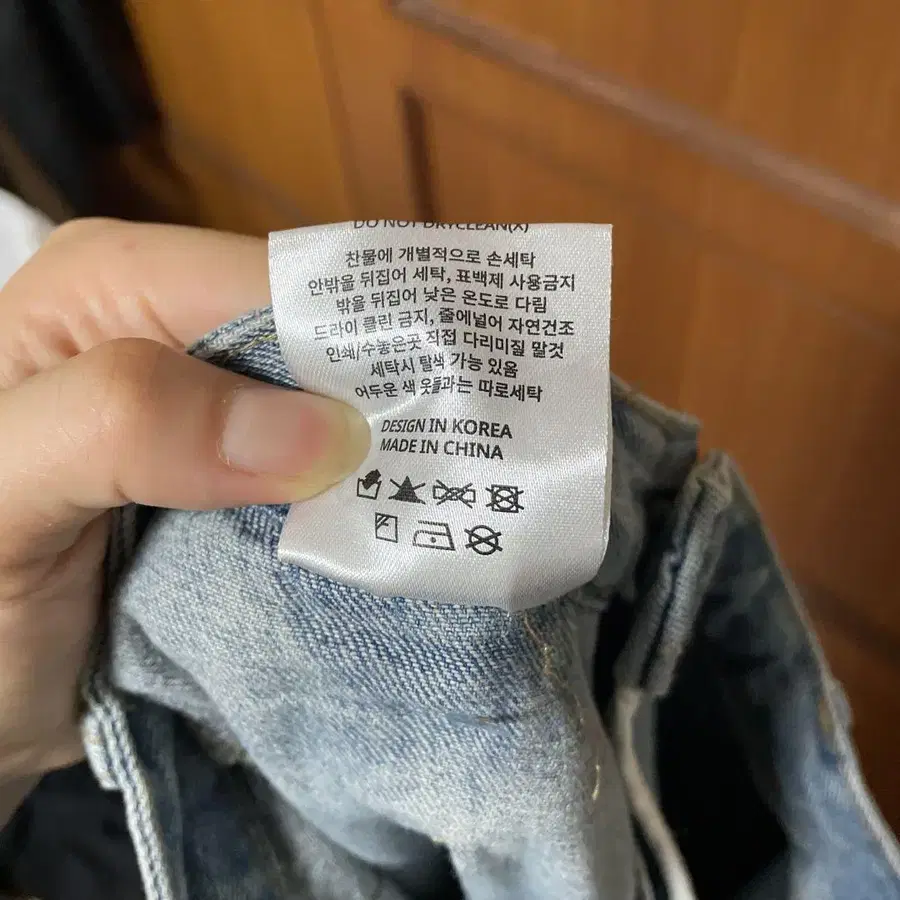 DO NOT DRYCLEAN(X)
찬물에 개별적으로 손세탁
안밖을 뒤집어 세탁, 표백제 사용금지
밖을 뒤집어 낮은 온도로 다림
드라이 클린 금지, 줄에널어 자연건조
인쇄/수놓은곳 직접 다리미질 말것
세탁시 탈색 가능 있음
어두운 색 옷들과는 따로세탁
DESIGN IN KOREA
MADE IN CHINA